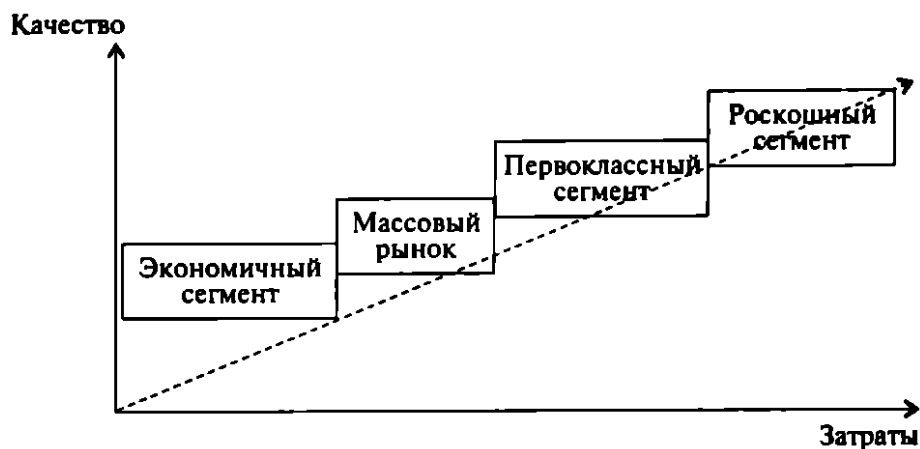 Качество
Роскошный
сегмент
Первоклассный
сегмент
Массовый
рынок
Экономичный
сегмент
Затраты